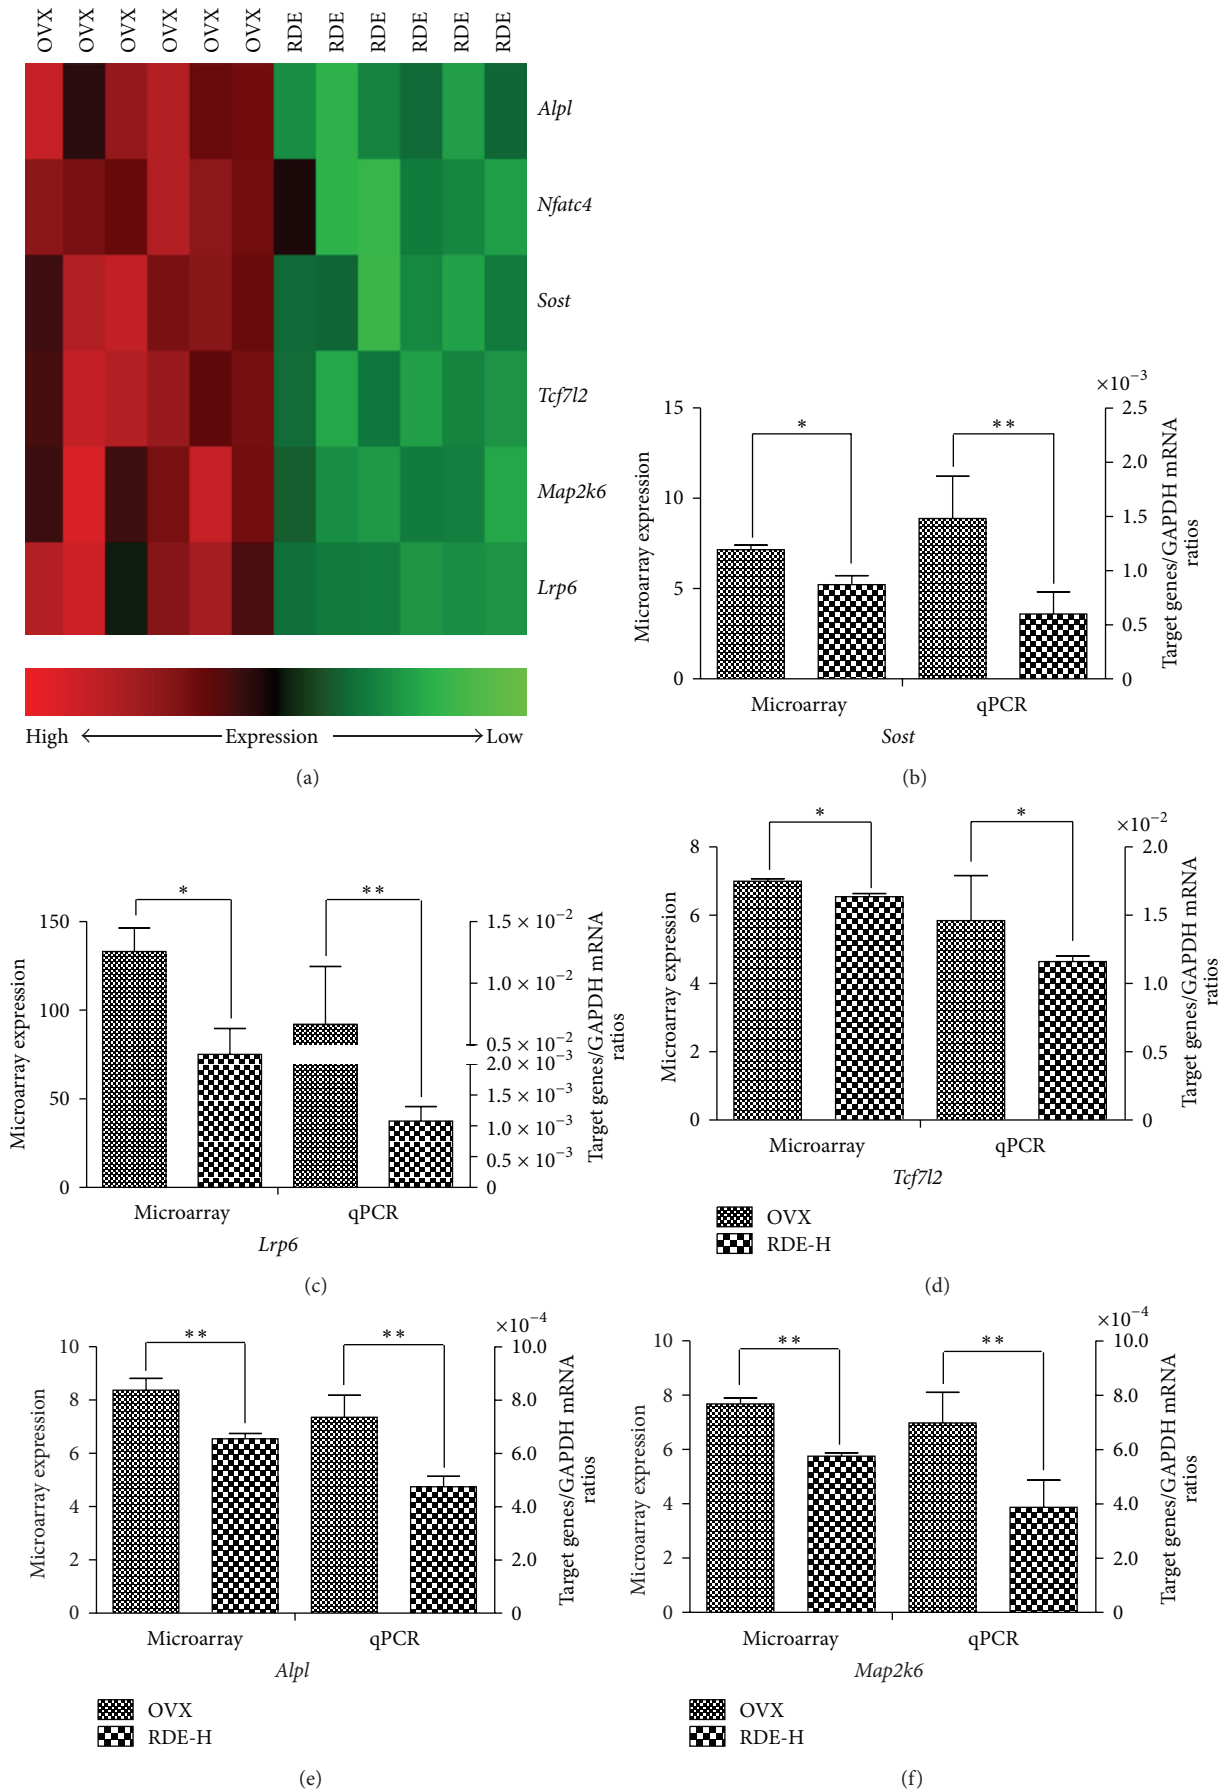 OVX OVX OVX OVX OVX OVX RDE RDE RDE RDE RDE RDE
Alpl
Nfatc4
Sost
Tcf7l2
Map2k6
Lrp6
High Expression Low
(a)
×10−3
15
10
5
0
Microarray expression
* **
2.5
2.0
1.5
1.0
0.5
0
Target genes/GAPDH mRNA
ratios
Microarray qPCR
Sost
(b)
150
100
50
0
Microarray expression
* **
1.5 × 10−2
1.0 × 10−2
0.5 × 10−2
2.0 × 10−3
1.5 × 10−3
1.0 × 10−3
0.5 × 10−3
0
Target genes/GAPDH mRNA
ratios
Microarray qPCR
Lrp6
(c)
×10−2
8
6
4
2
0
Microarray expression
* *
2.0
1.5
1.0
0.5
0
Target genes/GAPDH mRNA
ratios
Microarray qPCR
Tcf7l2
OVX
RDE-H
(d)
×10−4
10
8
6
4
2
0
Microarray expression
** **
10.0
8.0
6.0
4.0
2.0
0
Target genes/GAPDH mRNA
ratios
Microarray qPCR
Alpl
OVX
RDE-H
(e)
×10−4
10
8
6
4
2
0
Microarray expression
** **
10.0
8.0
6.0
4.0
2.0
0
Target genes/GAPDH mRNA
ratios
Microarray qPCR
Map2k6
OVX
RDE-H
(f)